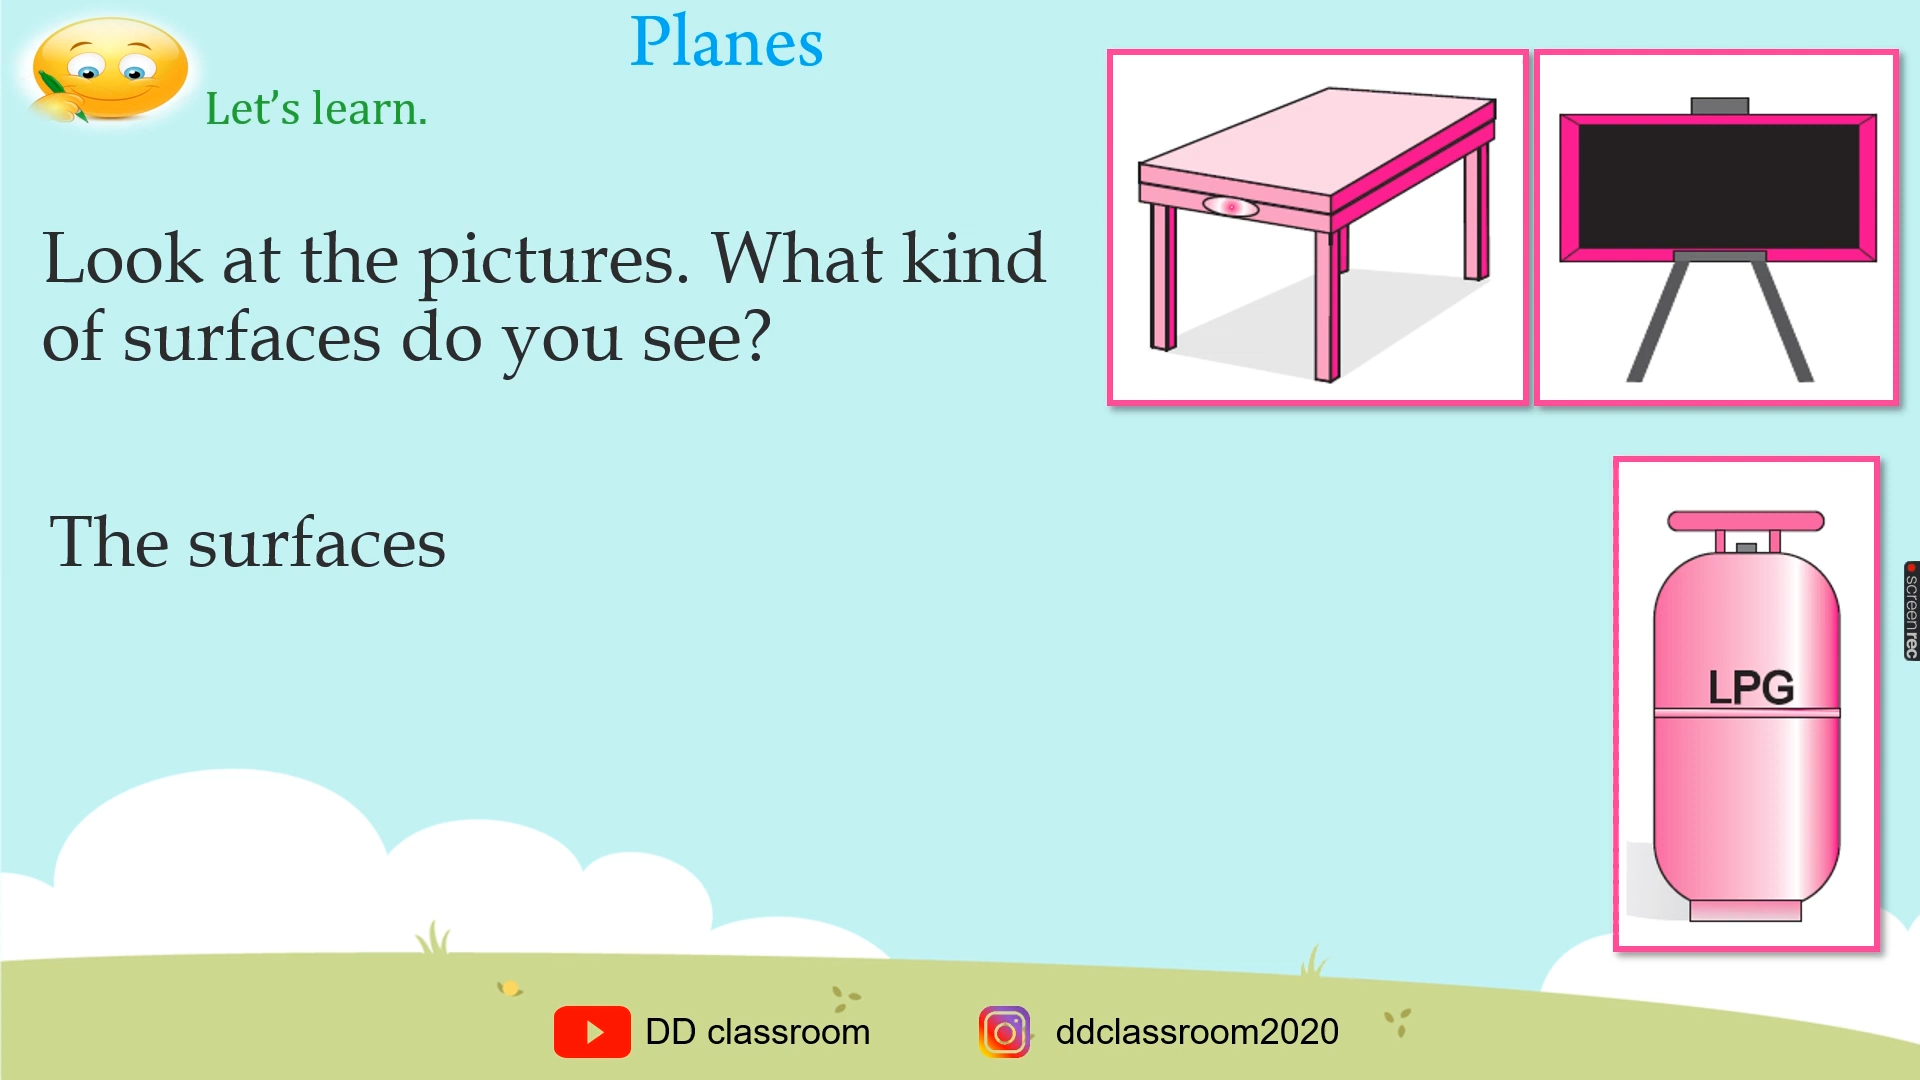 Planes
Let’s learn.
Look at the pictures. What kind
of surfaces do you see?
The surfaces
LPG
screenrec
DD classroom
ddclassroom2020